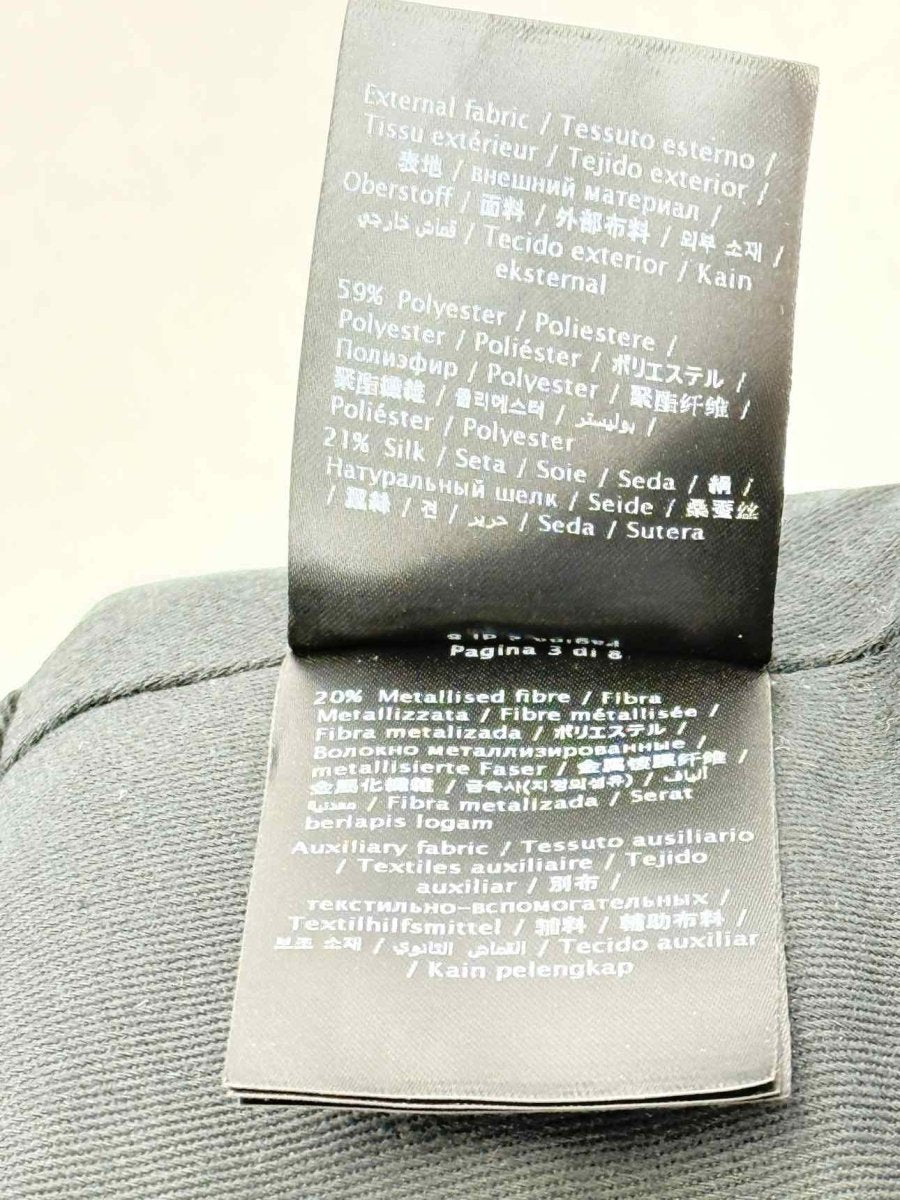 External fabric / Tessuto esterno /
Tissu extérieur / Tejido exterior /
表地 / внешний материал /
Oberstoff / 面料 / 外部布料 / 외부 소재 /
قماش خارجي / Tecido exterior / Kain
eksternal
59% Polyester / Poliestere /
Polyester / Poliéster / ポリエステル /
Полиэфир / Polyester / 聚酯纤维 /
聚酯纖維 / 폴리에스터 / بوليستر /
Poliéster / Polyester
21% Silk / Seta / Soie / Seda / 絹 /
Натуральный шелк / Seide / 桑蚕丝
/ 蠶絲 / 견 / حرير / Seda / Sutera
Pagina 3 di 8
20% Metallised fibre / Fibra
Metallizzata / Fibre métallisée /
Fibra metalizada / ポリエステル /
Волокно металлизированные /
metallisierte Faser / 金属镀膜纤维 /
金屬化纖維 / 금속사(지정외섬유) / ألياف
معدنية / Fibra metalizada / Serat
berlapis logam
Auxiliary fabric / Tessuto ausiliario
/ Textiles auxiliaire / Tejido
auxiliar / 別布 /
текстильно-вспомогательных /
Textilhilfsmittel / 辅料 / 輔助布料 /
보조 소재 / القماش الثانوي / Tecido auxiliar
/ Kain pelengkap